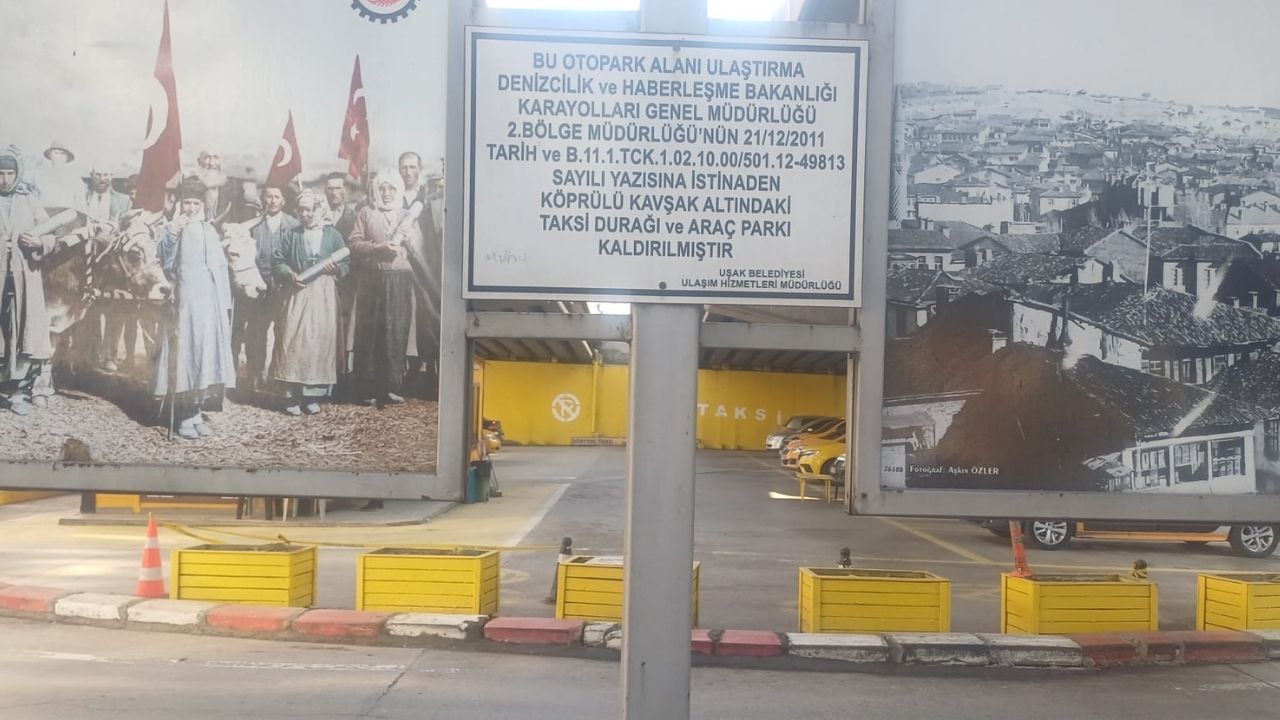 BU OTOPARK ALANI ULAŞTIRMA
DENİZCİLİK ve HABERLEŞME BAKANLIĞI
KARAYOLLARI GENEL MÜDÜRLÜĞÜ
2.BÖLGE MÜDÜRLÜĞÜ'NÜN 21/12/2011
TARİH ve B.11.1.TCK.1.02.10.00/501.12-49813
SAYILI YAZISINA İSTİNADEN
KÖPRÜLÜ KAVŞAK ALTINDAKİ
TAKSİ DURAĞI ve ARAÇ PARKI
KALDIRILMIŞTIR
UŞAK BELEDİYESİ
ULAŞIM HİZMETLERİ MÜDÜRLÜĞÜ
TAKSİ
Fotoğraf: Aşkın ÖZLER